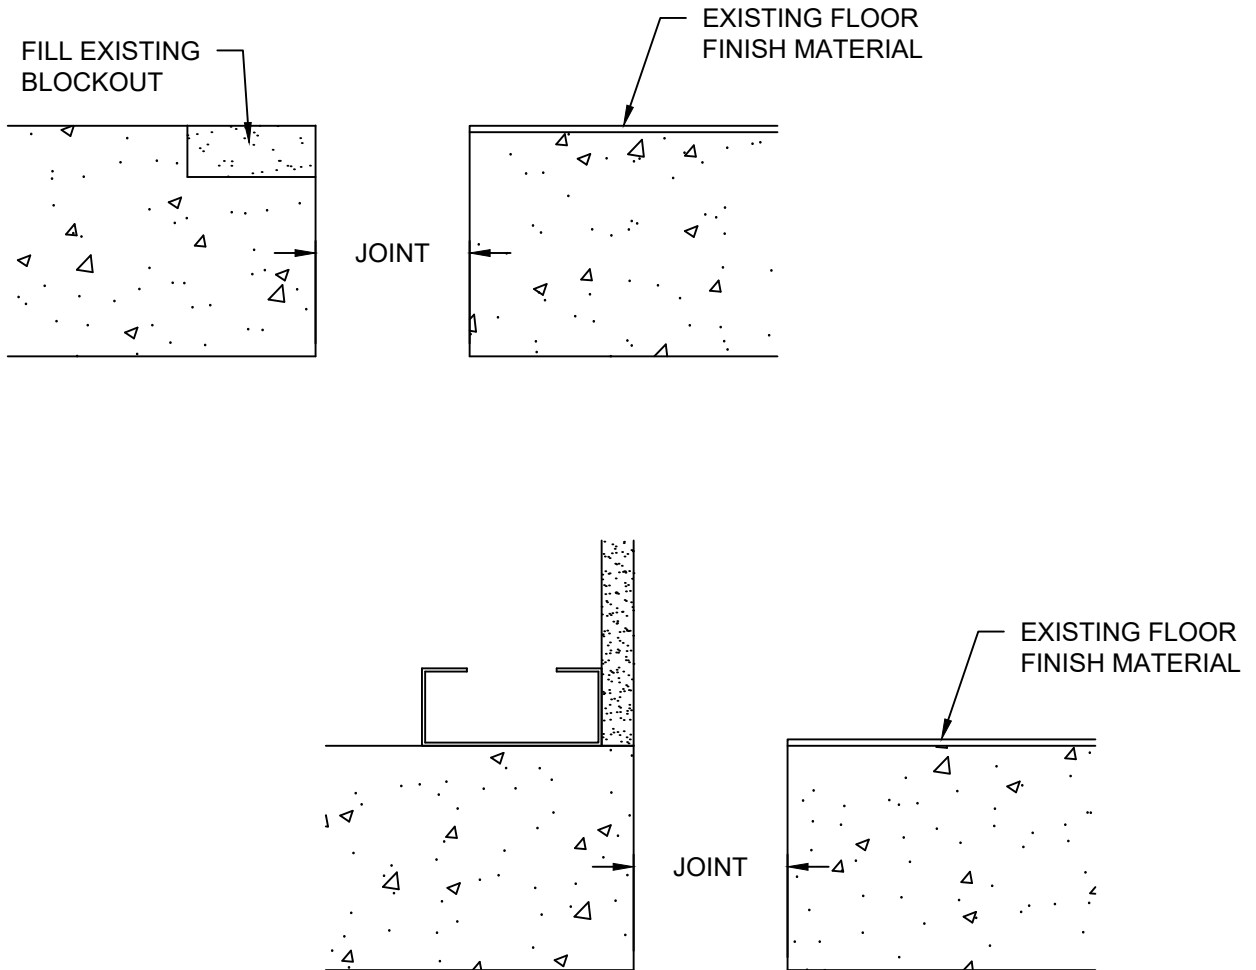 EXISTING FLOOR
FINISH MATERIAL
FILL EXISTING
BLOCKOUT
JOINT
EXISTING FLOOR
FINISH MATERIAL
JOINT